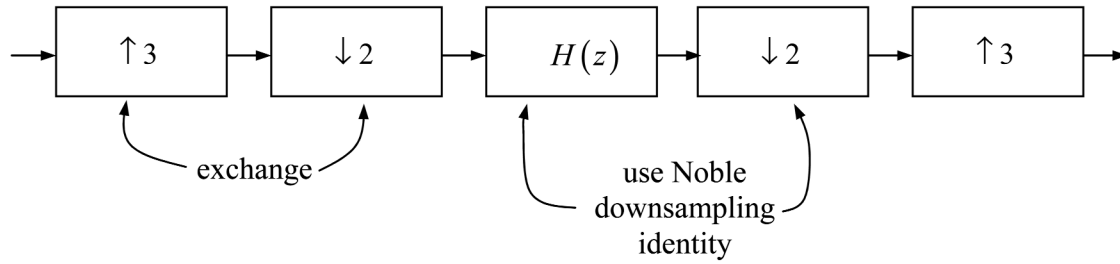 ↑3
↓2
H(z)
↓2
↑3
exchange
use Noble
downsampling
identity